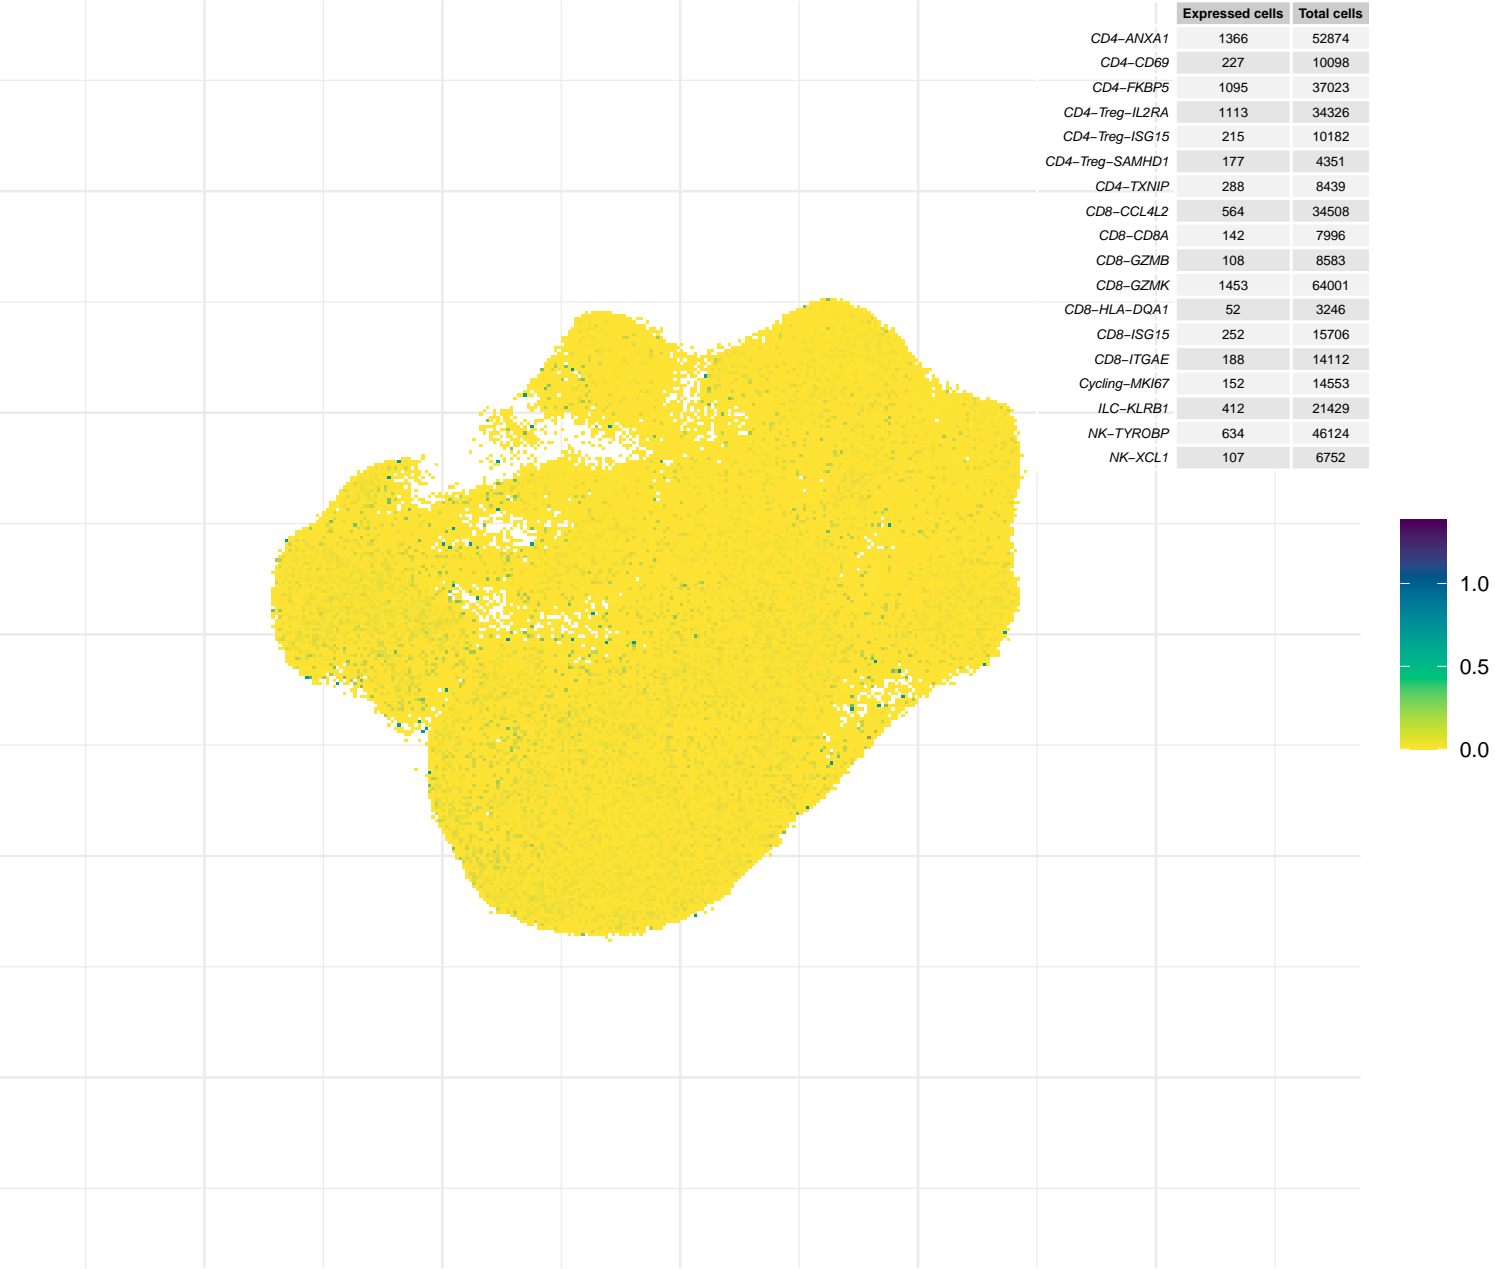 Expressed cells Total cells
CD4−ANXA1 1366 52874
CD4−CD69 227 10098
CD4−FKBP5 1095 37023
CD4−Treg−IL2RA 1113 34326
CD4−Treg−ISG15 215 10182
CD4−Treg−SAMHD1 177 4351
CD4−TXNIP 288 8439
CD8−CCL4L2 564 34508
CD8−CD8A 142 7996
CD8−GZMB 108 8583
CD8−GZMK 1453 64001
CD8−HLA−DQA1 52 3246
CD8−ISG15 252 15706
CD8−ITGAE 188 14112
Cycling−MKI67 152 14553
ILC−KLRB1 412 21429
NK−TYROBP 634 46124
NK−XCL1 107 6752
1.0
0.5
0.0